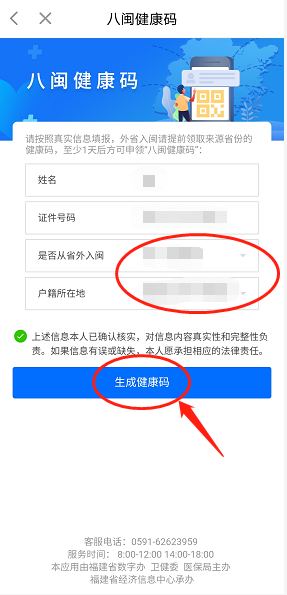 八闽健康码
八闽健康码
请按照真实信息填报，外省入闽请提前领取来源省份的
健康码，至少1天后方可申领“八闽健康码”：
姓名
证件号码
是否从省外入闽
户籍所在地
上述信息本人已确认核实，对信息内容真实性和完整性负
责。如果信息有误或缺失，本人愿承担相应的法律责任。
生成健康码
客服电话：0591-62623959
服务时间： 8:00-12:00 14:00-18:00
本应用由福建省数字办 卫健委 医保局主办
福建省经济信息中心承办